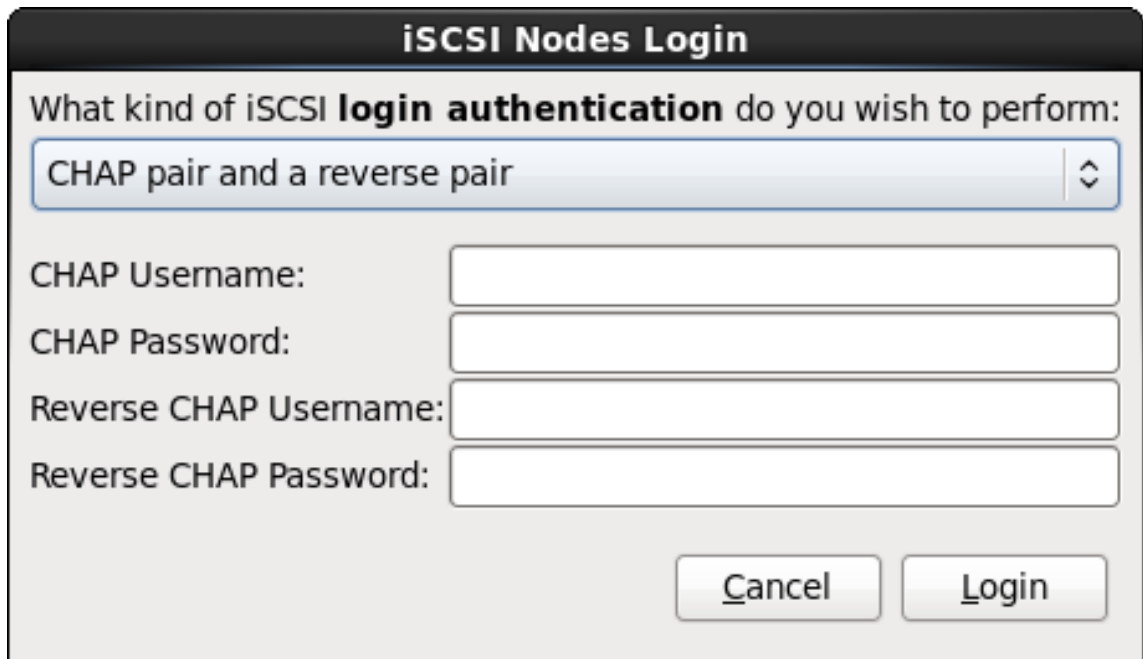 iSCSI Nodes Login
What kind of iSCSI login authentication do you wish to perform:
CHAP pair and a reverse pair
CHAP Username:
CHAP Password:
Reverse CHAP Username:
Reverse CHAP Password:
Cancel Login